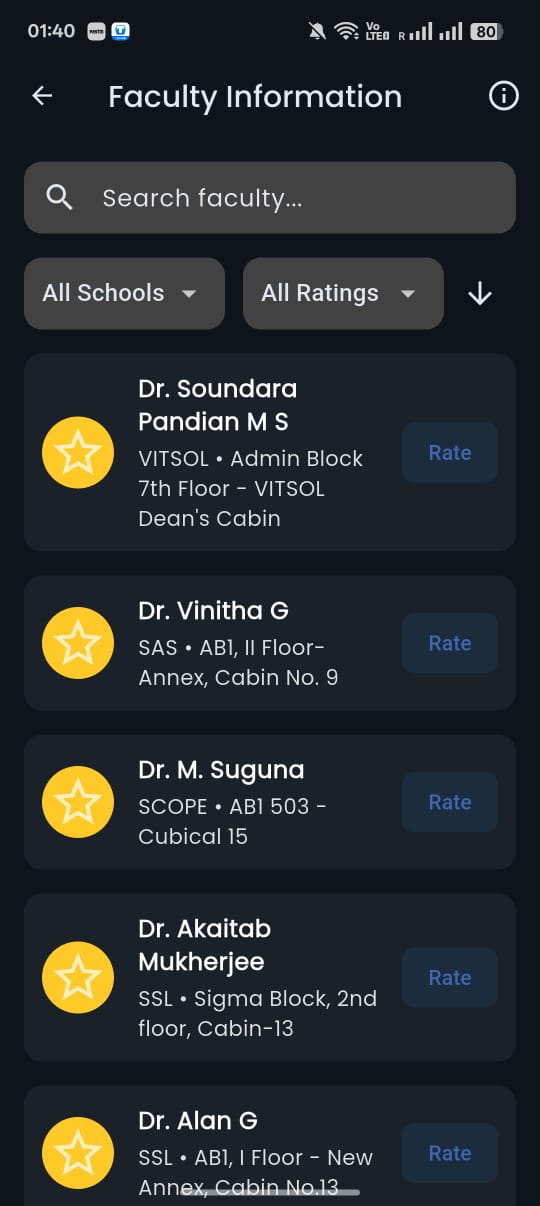 01:40
Vo
LTE
R
80
Faculty Information
Search faculty...
All Schools
All Ratings
Dr. Soundara
Pandian M S
VITSOL • Admin Block
7th Floor - VITSOL
Dean's Cabin
Rate
Dr. Vinitha G
SAS • AB1, II Floor-
Annex, Cabin No. 9
Rate
Dr. M. Suguna
SCOPE • AB1 503 -
Cubical 15
Rate
Dr. Akaitab
Mukherjee
SSL • Sigma Block, 2nd
floor, Cabin-13
Rate
Dr. Alan G
SSL • AB1, I Floor - New
Annex, Cabin No.13
Rate